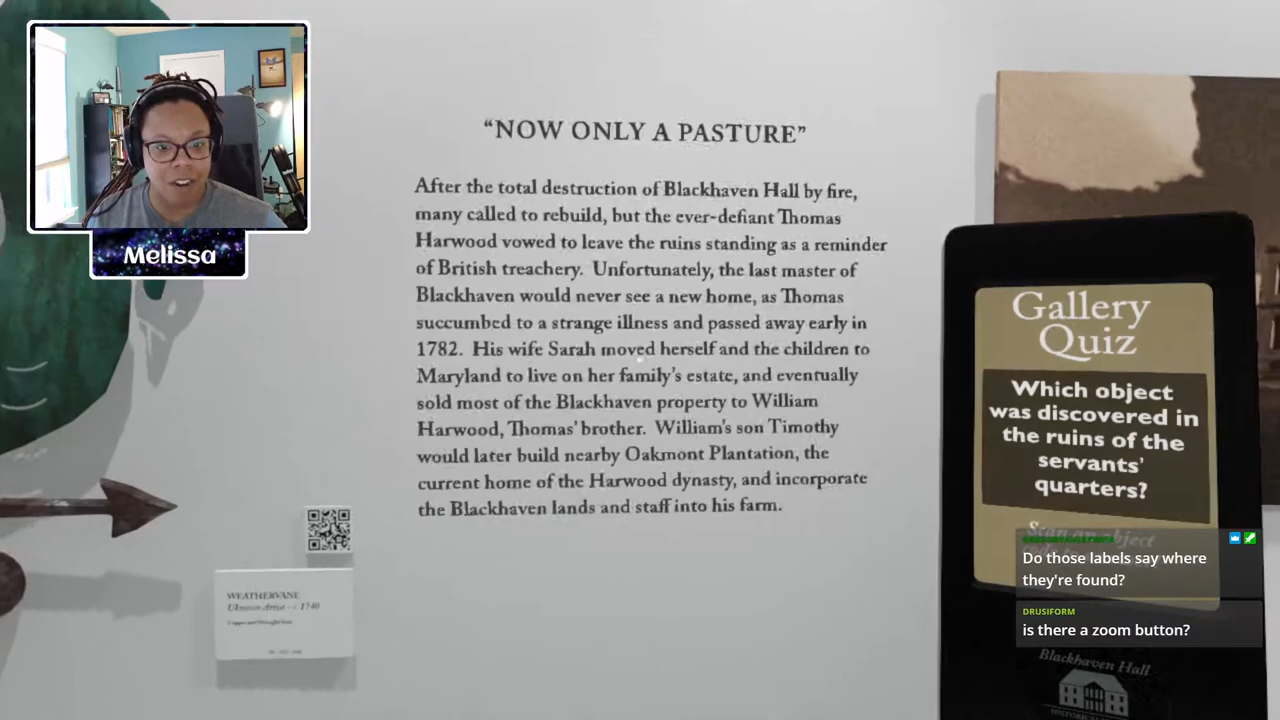 Melissa
"NOW ONLY A PASTURE"
After the total destruction of Blackhaven Hall by fire,
many called to rebuild, but the ever-defiant Thomas
Harwood vowed to leave the ruins standing as a reminder
of British treachery. Unfortunately, the last master of
Blackhaven would never see a new home, as Thomas
succumbed to a strange illness and passed away early in
1782. His wife Sarah moved herself and the children to
Maryland to live on her family's estate, and eventually
sold most of the Blackhaven property to William
Harwood, Thomas' brother. William's son Timothy
would later build nearby Oakmont Plantation, the
current home of the Harwood dynasty, and incorporate
the Blackhaven lands and staff into his farm.
WEATHERVANE
Uknown Artist - c. 1740
Gallery
Quiz
Which object
was discovered in
the ruins of the
servants'
quarters?
Scan an object
Do those labels say where
they're found?
DRUSIFORM
is there a zoom button?
Blackhaven Hall